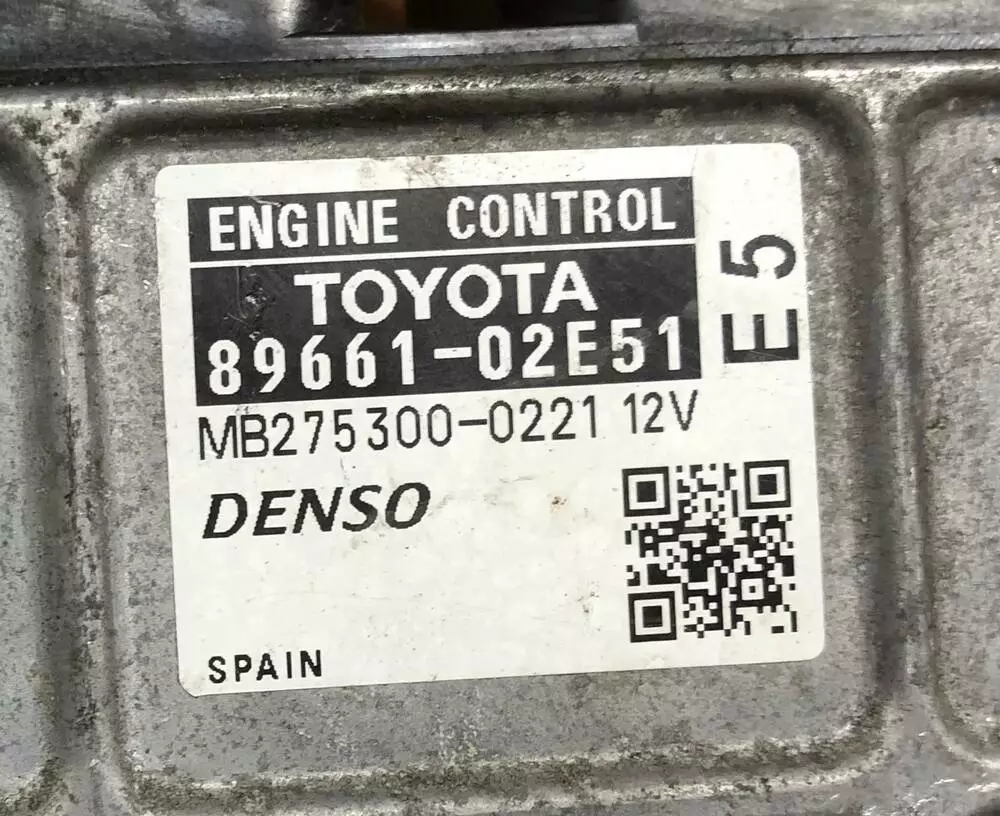 ENGINE CONTROL
TOYOTA
89661-02E51
E5
MB275300-0221 12V
DENSO
SPAIN